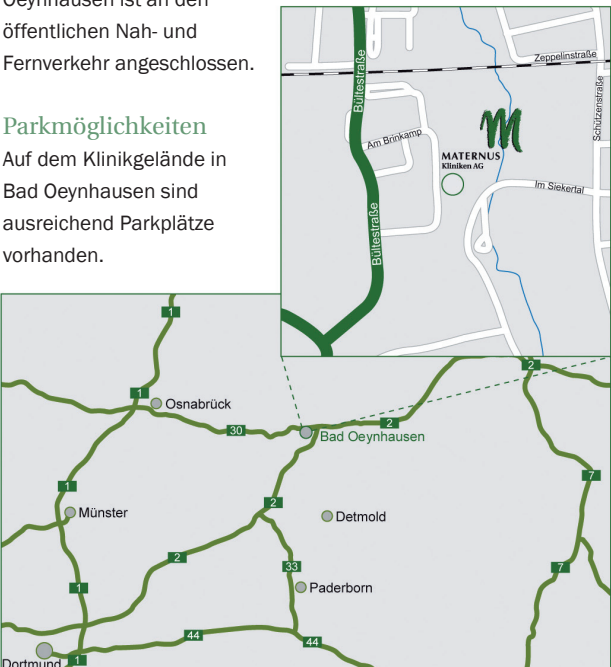 Oeynhausen ist an den
öffentlichen Nah- und
Fernverkehr angeschlossen.
Parkmöglichkeiten
Auf dem Klinikgelände in
Bad Oeynhausen sind
ausreichend Parkplätze
vorhanden.
Zeppelinstraße
Bültestraße
Schützenstraße
Am Brinkamp
M
MATERNUS
Kliniken AG
Im Siekertal
Bültestraße
1
2
1
Osnabrück
30
2
Bad Oeynhausen
7
1
2
Münster
Detmold
2
33
7
1
Paderborn
44
44
Dortmund
1